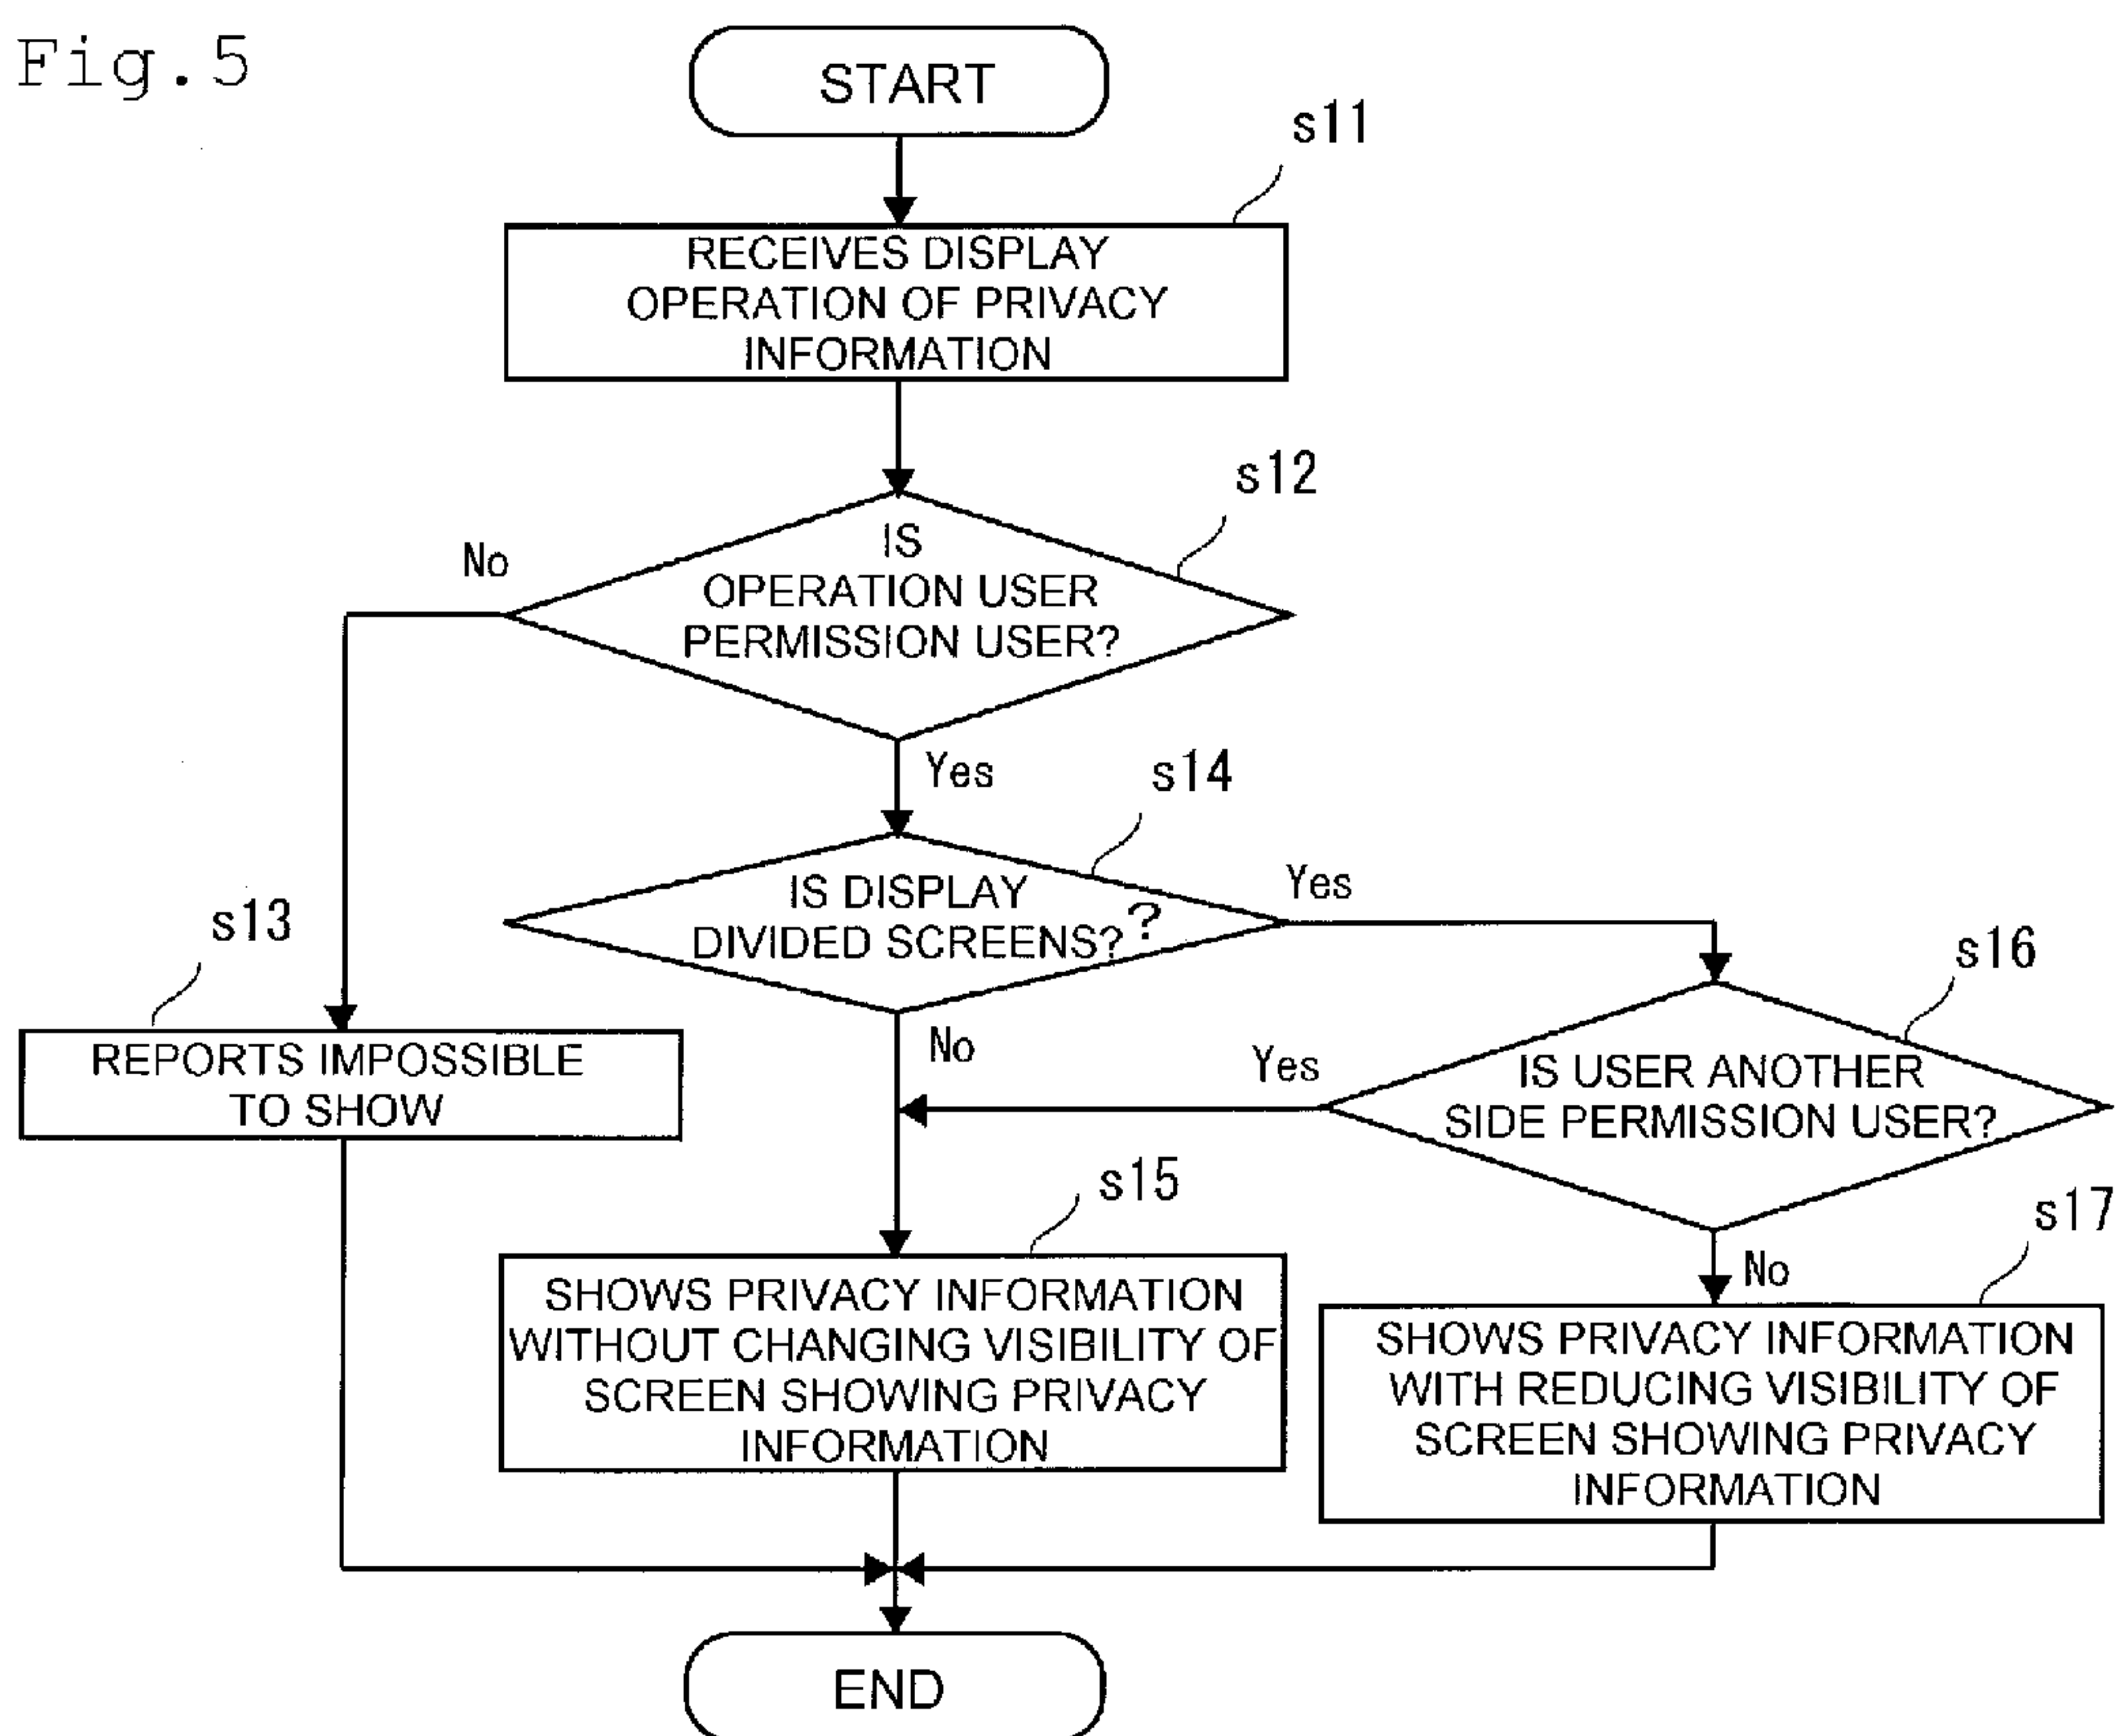 Fig.5
START
s11
RECEIVES DISPLAY
OPERATION OF PRIVACY
INFORMATION
s12
IS
OPERATION USER
PERMISSION USER?
No
Yes
s14
IS DISPLAY
DIVIDED SCREENS? ?
Yes
No
s13
REPORTS IMPOSSIBLE
TO SHOW
s16
IS USER ANOTHER
SIDE PERMISSION USER?
Yes
No
s15
SHOWS PRIVACY INFORMATION
WITHOUT CHANGING VISIBILITY OF
SCREEN SHOWING PRIVACY
INFORMATION
s17
SHOWS PRIVACY INFORMATION
WITH REDUCING VISIBILITY OF
SCREEN SHOWING PRIVACY
INFORMATION
END